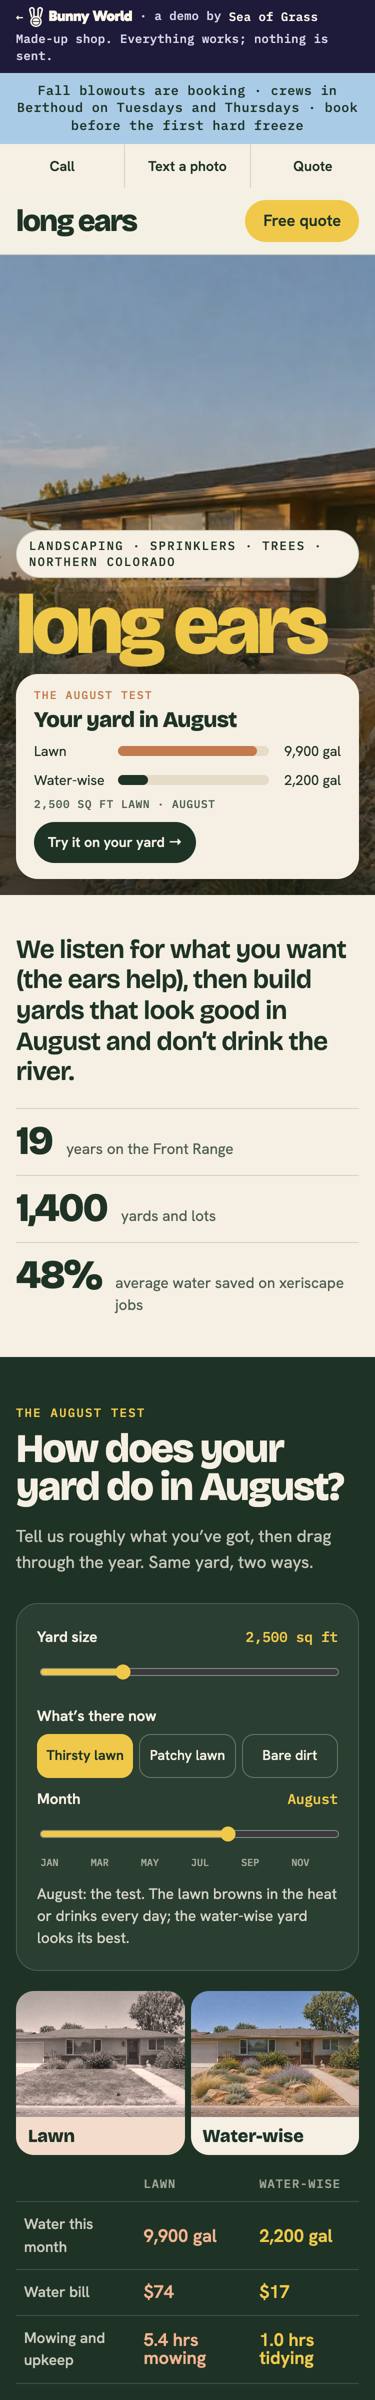 ← Bunny World · a demo by Sea of Grass
Made-up shop. Everything works; nothing is
sent.
Fall blowouts are booking · crews in
Berthoud on Tuesdays and Thursdays · book
before the first hard freeze
Call
Text a photo
Quote
long ears
Free quote
LANDSCAPING · SPRINKLERS · TREES ·
NORTHERN COLORADO
long ears
THE AUGUST TEST
Your yard in August
Lawn 9,900 gal
Water-wise 2,200 gal
2,500 SQ FT LAWN · AUGUST
Try it on your yard →
We listen for what you want
(the ears help), then build
yards that look good in
August and don’t drink the
river.
19 years on the Front Range
1,400 yards and lots
48% average water saved on xeriscape
jobs
THE AUGUST TEST
How does your
yard do in August?
Tell us roughly what you’ve got, then drag
through the year. Same yard, two ways.
Yard size 2,500 sq ft
What’s there now
Thirsty lawn
Patchy lawn
Bare dirt
Month August
JAN MAR MAY JUL SEP NOV
August: the test. The lawn browns in the heat
or drinks every day; the water-wise yard
looks its best.
Lawn
Water-wise
LAWN WATER-WISE
Water this
month
9,900 gal 2,200 gal
Water bill $74 $17
Mowing and
upkeep
5.4 hrs
mowing
1.0 hrs
tidying